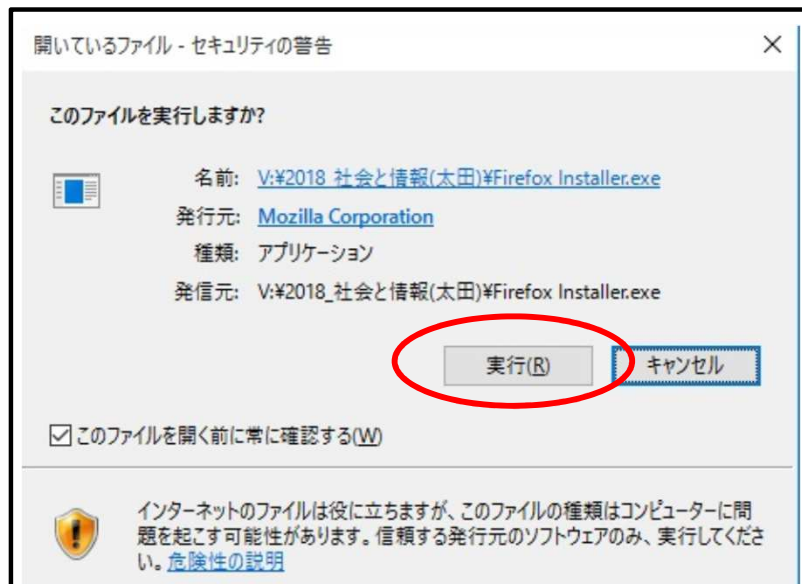 開いているファイル - セキュリティの警告
このファイルを実行しますか?
名前: V:¥2018_社会と情報(太田)¥Firefox Installer.exe
発行元: Mozilla Corporation
種類: アプリケーション
発信元: V:¥2018_社会と情報(太田)¥Firefox Installer.exe
実行(R) キャンセル
このファイルを開く前に常に確認する(W)
インターネットのファイルは役に立ちますが、このファイルの種類はコンピューターに問
題を起こす可能性があります。信頼する発行元のソフトウェアのみ、実行してくださ
い。危険性の説明